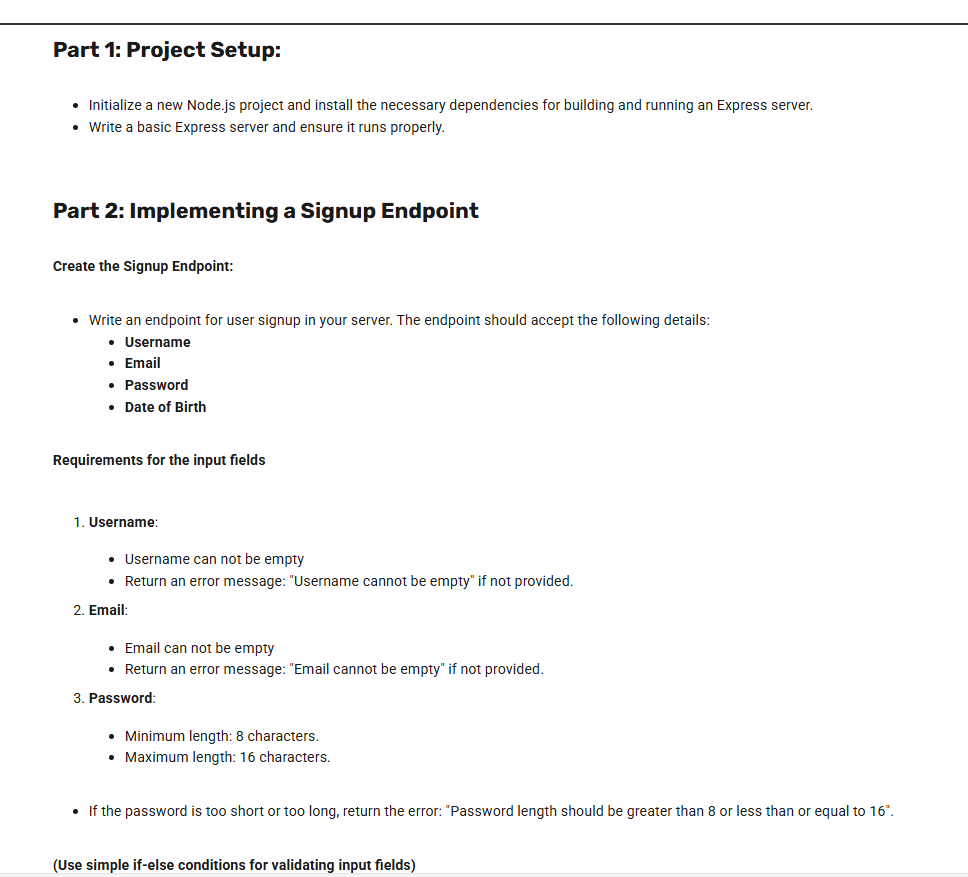 Part 1: Project Setup:
• Initialize a new Node.js project and install the necessary dependencies for building and running an Express server.
• Write a basic Express server and ensure it runs properly.
Part 2: Implementing a Signup Endpoint
Create the Signup Endpoint:
• Write an endpoint for user signup in your server. The endpoint should accept the following details:
• Username
• Email
• Password
• Date of Birth
Requirements for the input fields
1. Username:
• Username can not be empty
• Return an error message: "Username cannot be empty" if not provided.
2. Email:
• Email can not be empty
• Return an error message: "Email cannot be empty" if not provided.
3. Password:
• Minimum length: 8 characters.
• Maximum length: 16 characters.
• If the password is too short or too long, return the error: "Password length should be greater than 8 or less than or equal to 16".
(Use simple if-else conditions for validating input fields)